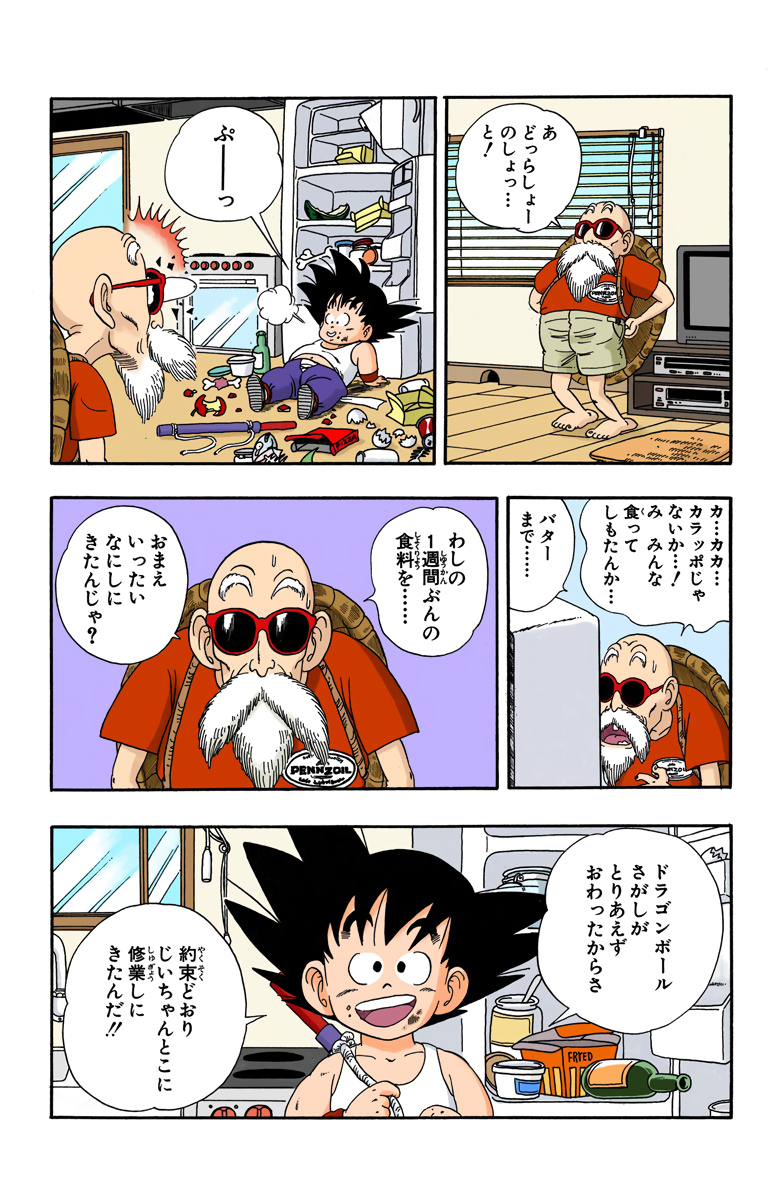 あ
どっらしょー
のしょっ…
と!
PENNZOIL
ぷーっ
PIZZA
カ…カカ…
カラッポじゃ
ないか…!
み みんな
食って
しもたんか…
バター
まで……
PENNZOIL
わしの
1週間ぶんの
食料を……
おまえ
いったい
なにしに
きたんじゃ?
PENNZOIL
ドラゴンボール
さがしが
とりあえず
おわったからさ
FRYED
約束どおり
じいちゃんとこに
修業しに
きたんだ!!